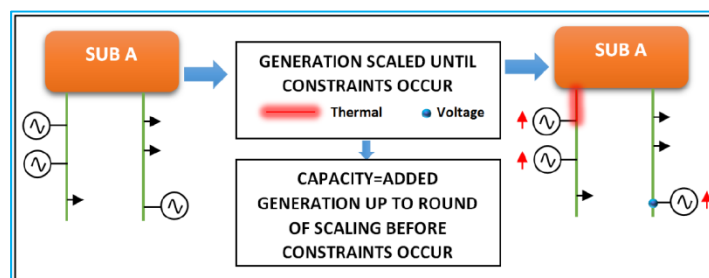 SUB A
GENERATION SCALED UNTIL
CONSTRAINTS OCCUR
Thermal
Voltage
CAPACITY=ADDED
GENERATION UP TO ROUND
OF SCALING BEFORE
CONSTRAINTS OCCUR
SUB A